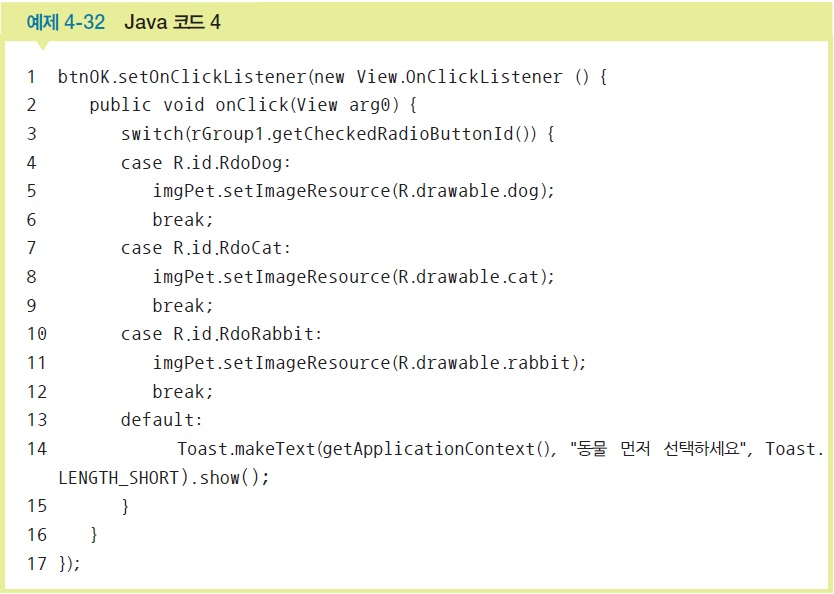 예제 4-32 Java 코드 4
1 btnOK.setOnClickListener(new View.OnClickListener () {
2 public void onClick(View arg0) {
3 switch(rGroup1.getCheckedRadioButtonId()) {
4 case R.id.RdoDog:
5 imgPet.setImageResource(R.drawable.dog);
6 break;
7 case R.id.RdoCat:
8 imgPet.setImageResource(R.drawable.cat);
9 break;
10 case R.id.RdoRabbit:
11 imgPet.setImageResource(R.drawable.rabbit);
12 break;
13 default:
14 Toast.makeText(getApplicationContext(), "동물 먼저 선택하세요", Toast.
LENGTH_SHORT).show();
15 }
16 }
17 });